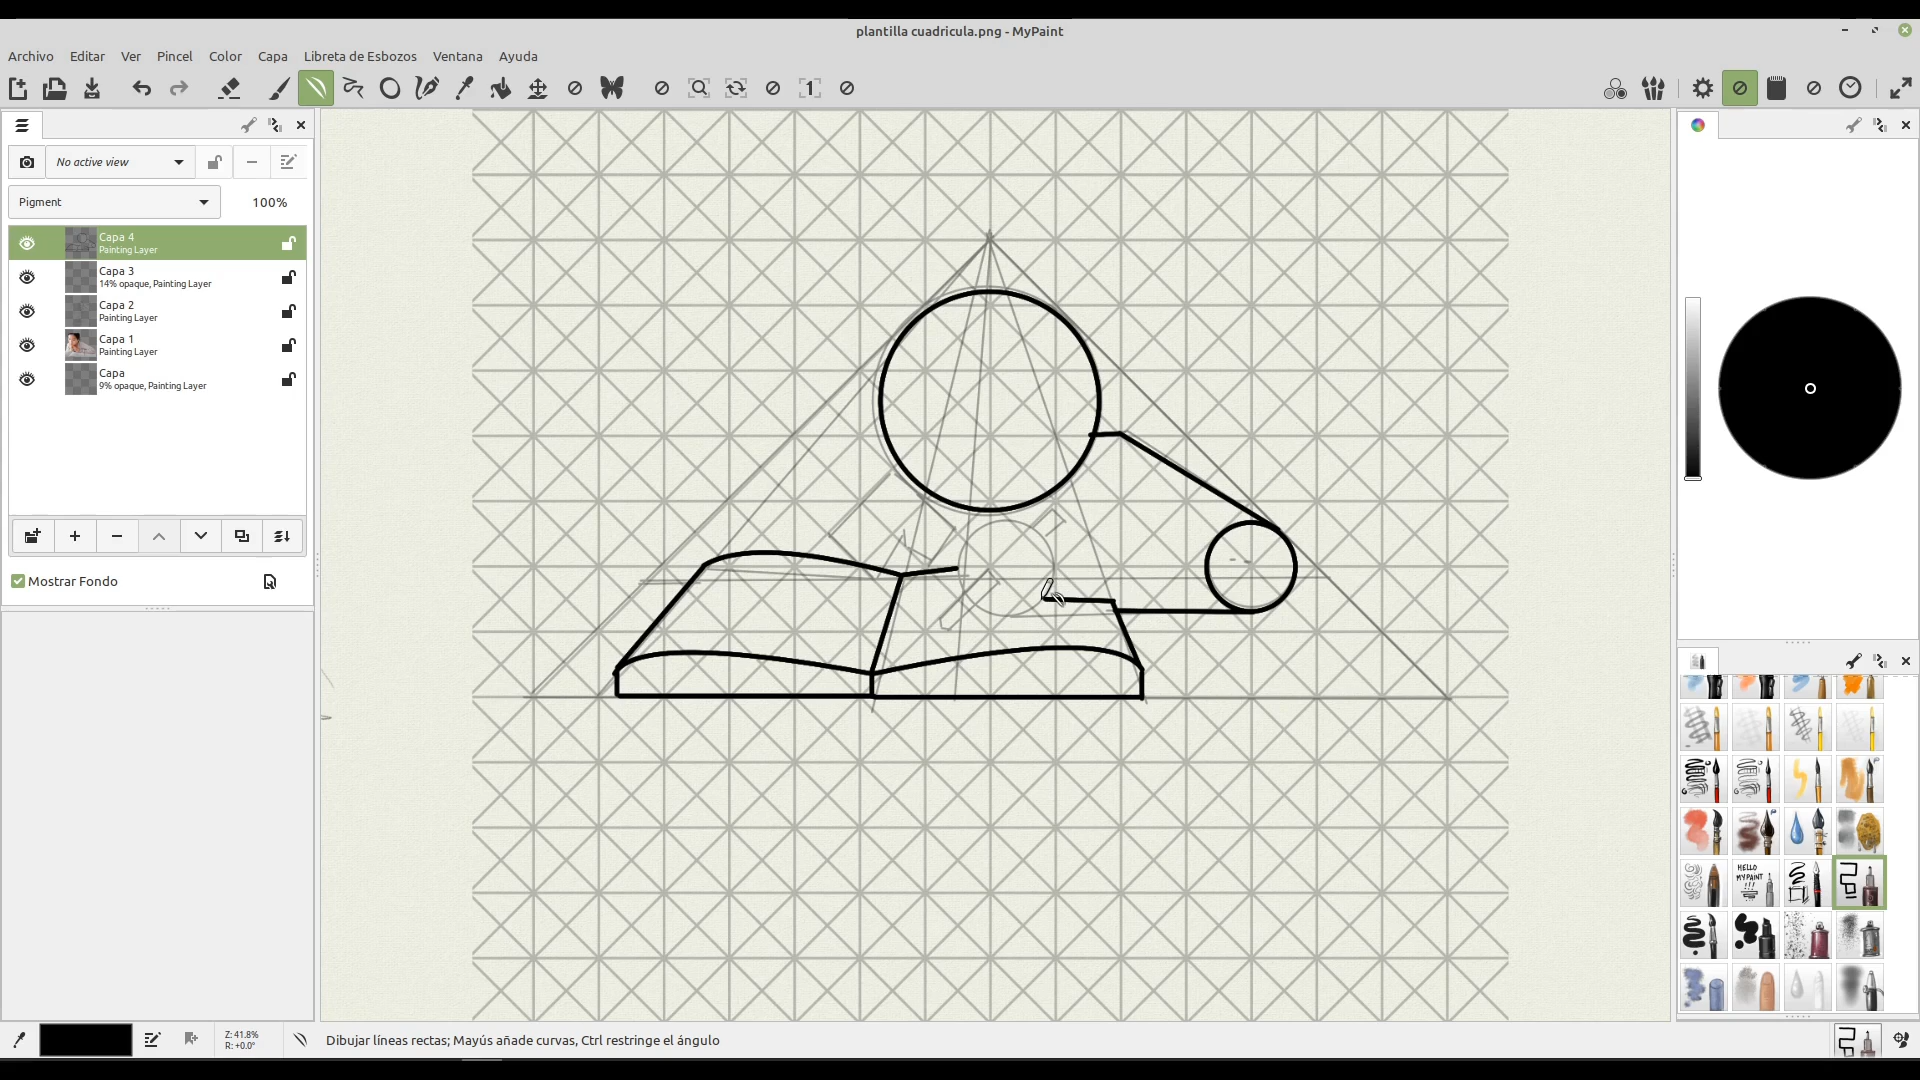 plantilla cuadricula.png - MyPaint
Archivo Editar Ver Pincel Color Capa Libreta de Esbozos Ventana Ayuda
No active view
Pigment 100%
Capa 4
Painting Layer
Capa 3
14% opaque, Painting Layer
Capa 2
Painting Layer
Capa 1
Painting Layer
Capa
9% opaque, Painting Layer
Mostrar Fondo
HELLO
MYPAINT
!!!
Z: 41.8%
R: +0.0°
Dibujar líneas rectas; Mayús añade curvas, Ctrl restringe el ángulo